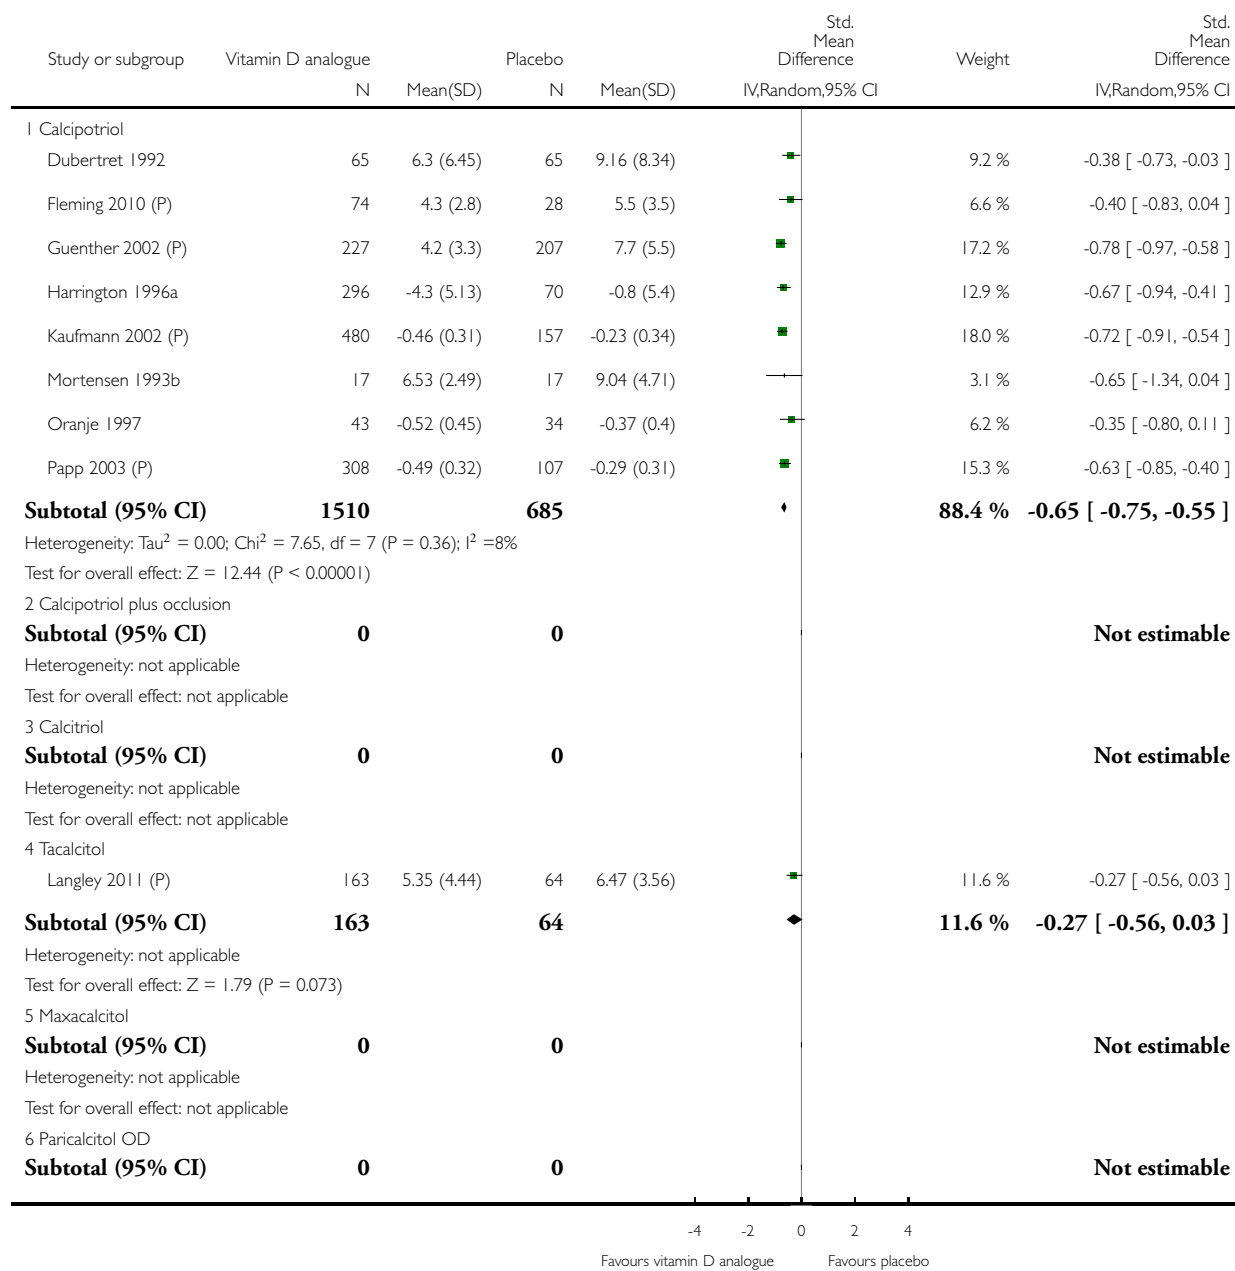 Std. Mean Difference
Std. Mean Difference
Study or subgroup Vitamin D analogue Placebo Weight
N Mean(SD) N Mean(SD) IV,Random,95% CI IV,Random,95% CI
1 Calcipotriol
Dubertret 1992 65 6.3 (6.45) 65 9.16 (8.34) 9.2 % -0.38 [ -0.73, -0.03 ]
Fleming 2010 (P) 74 4.3 (2.8) 28 5.5 (3.5) 6.6 % -0.40 [ -0.83, 0.04 ]
Guenther 2002 (P) 227 4.2 (3.3) 207 7.7 (5.5) 17.2 % -0.78 [ -0.97, -0.58 ]
Harrington 1996a 296 -4.3 (5.13) 70 -0.8 (5.4) 12.9 % -0.67 [ -0.94, -0.41 ]
Kaufmann 2002 (P) 480 -0.46 (0.31) 157 -0.23 (0.34) 18.0 % -0.72 [ -0.91, -0.54 ]
Mortensen 1993b 17 6.53 (2.49) 17 9.04 (4.71) 3.1 % -0.65 [ -1.34, 0.04 ]
Oranje 1997 43 -0.52 (0.45) 34 -0.37 (0.4) 6.2 % -0.35 [ -0.80, 0.11 ]
Papp 2003 (P) 308 -0.49 (0.32) 107 -0.29 (0.31) 15.3 % -0.63 [ -0.85, -0.40 ]
Subtotal (95% CI) 1510 685 88.4 % -0.65 [ -0.75, -0.55 ]
Heterogeneity: Tau² = 0.00; Chi² = 7.65, df = 7 (P = 0.36); I² =8%
Test for overall effect: Z = 12.44 (P < 0.00001)
2 Calcipotriol plus occlusion
Subtotal (95% CI) 0 0 Not estimable
Heterogeneity: not applicable
Test for overall effect: not applicable
3 Calcitriol
Subtotal (95% CI) 0 0 Not estimable
Heterogeneity: not applicable
Test for overall effect: not applicable
4 Tacalcitol
Langley 2011 (P) 163 5.35 (4.44) 64 6.47 (3.56) 11.6 % -0.27 [ -0.56, 0.03 ]
Subtotal (95% CI) 163 64 11.6 % -0.27 [ -0.56, 0.03 ]
Heterogeneity: not applicable
Test for overall effect: Z = 1.79 (P = 0.073)
5 Maxacalcitol
Subtotal (95% CI) 0 0 Not estimable
Heterogeneity: not applicable
Test for overall effect: not applicable
6 Paricalcitol OD
Subtotal (95% CI) 0 0 Not estimable
-4 -2 0 2 4
Favours vitamin D analogue Favours placebo